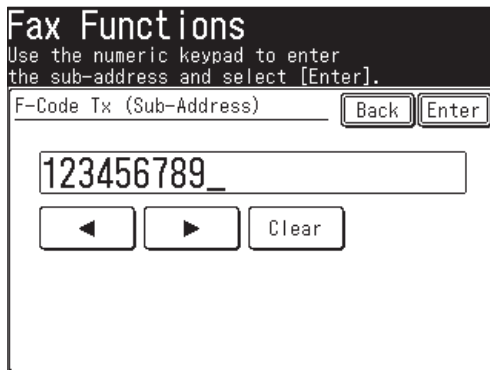 Fax Functions
Use the numeric keypad to enter
the sub-address and select [Enter].
F-Code Tx (Sub-Address)
Back Enter
123456789_
◄ ► Clear